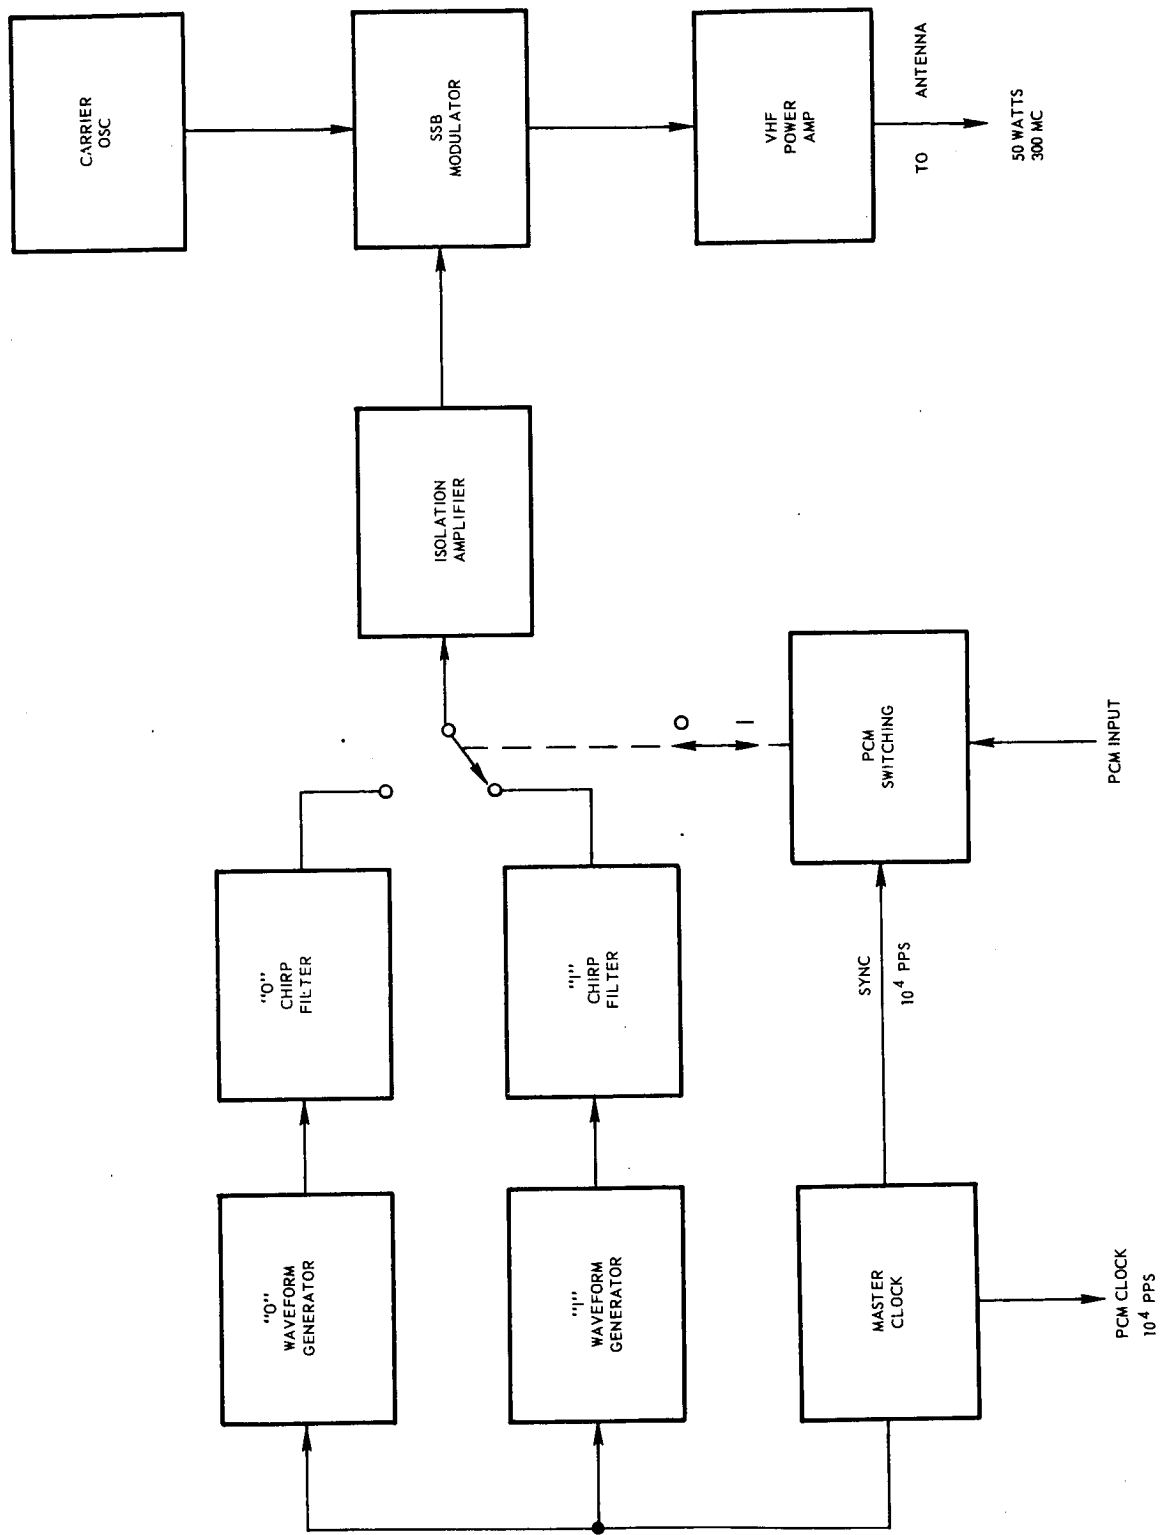 CARRIER
OSC
SSB
MODULATOR
VHF
POWER
AMP
TO ANTENNA
50 WATTS
300 MC
ISOLATION
AMPLIFIER
"0"
WAVEFORM
GENERATOR
"0"
CHIRP
FILTER
"1"
WAVEFORM
GENERATOR
"1"
CHIRP
FILTER
O
I
MASTER
CLOCK
SYNC
10⁴ PPS
PCM
SWITCHING
PCM CLOCK
10⁴ PPS
PCM INPUT